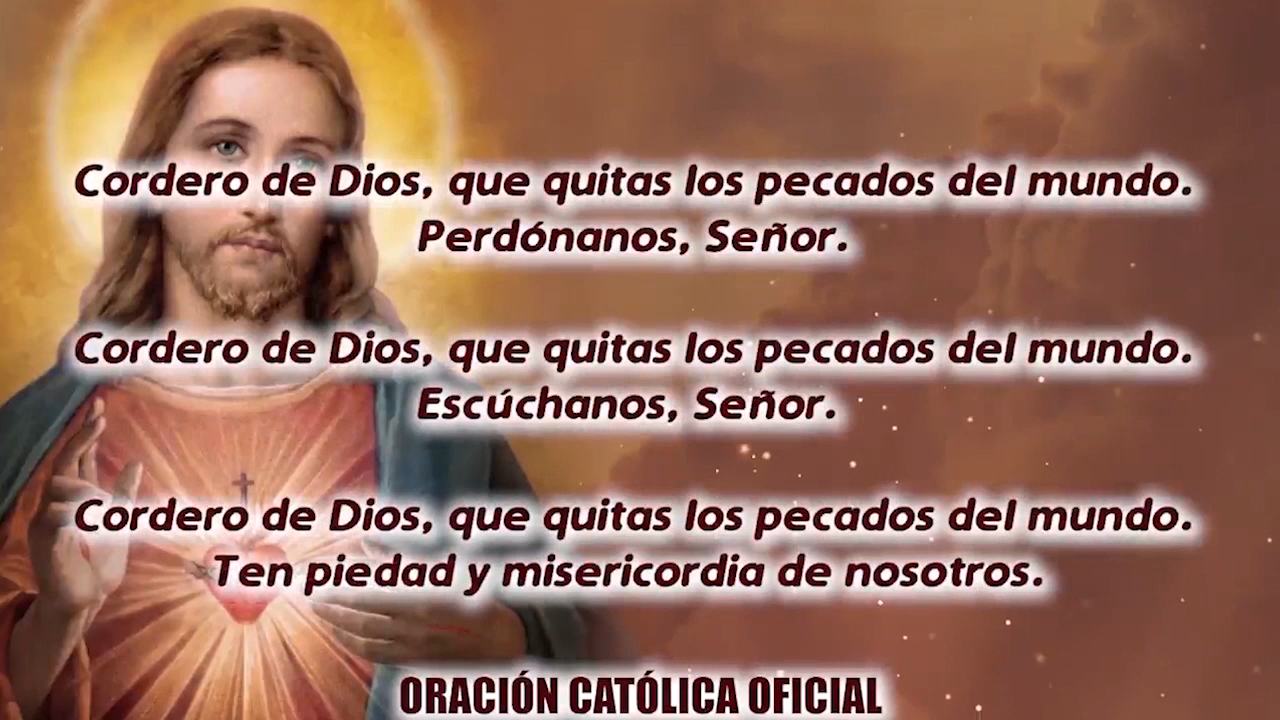 Cordero de Dios, que quitas los pecados del mundo.
Perdónanos, Señor.
Cordero de Dios, que quitas los pecados del mundo.
Escúchanos, Señor.
Cordero de Dios, que quitas los pecados del mundo.
Ten piedad y misericordia de nosotros.
ORACIÓN CATÓLICA OFICIAL